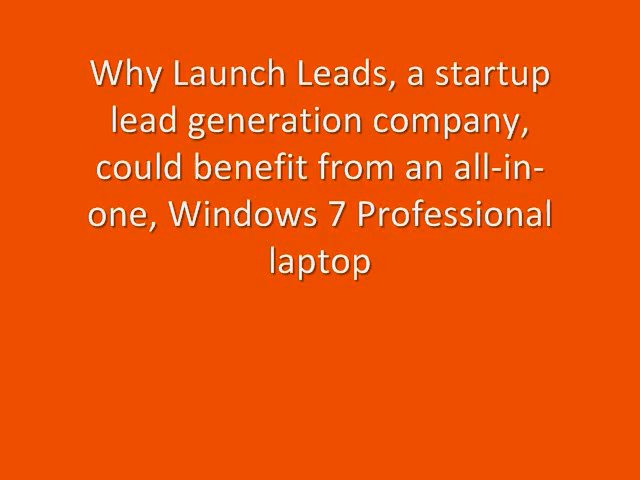 Why Launch Leads, a startup
lead generation company,
could benefit from an all-in-
one, Windows 7 Professional
laptop